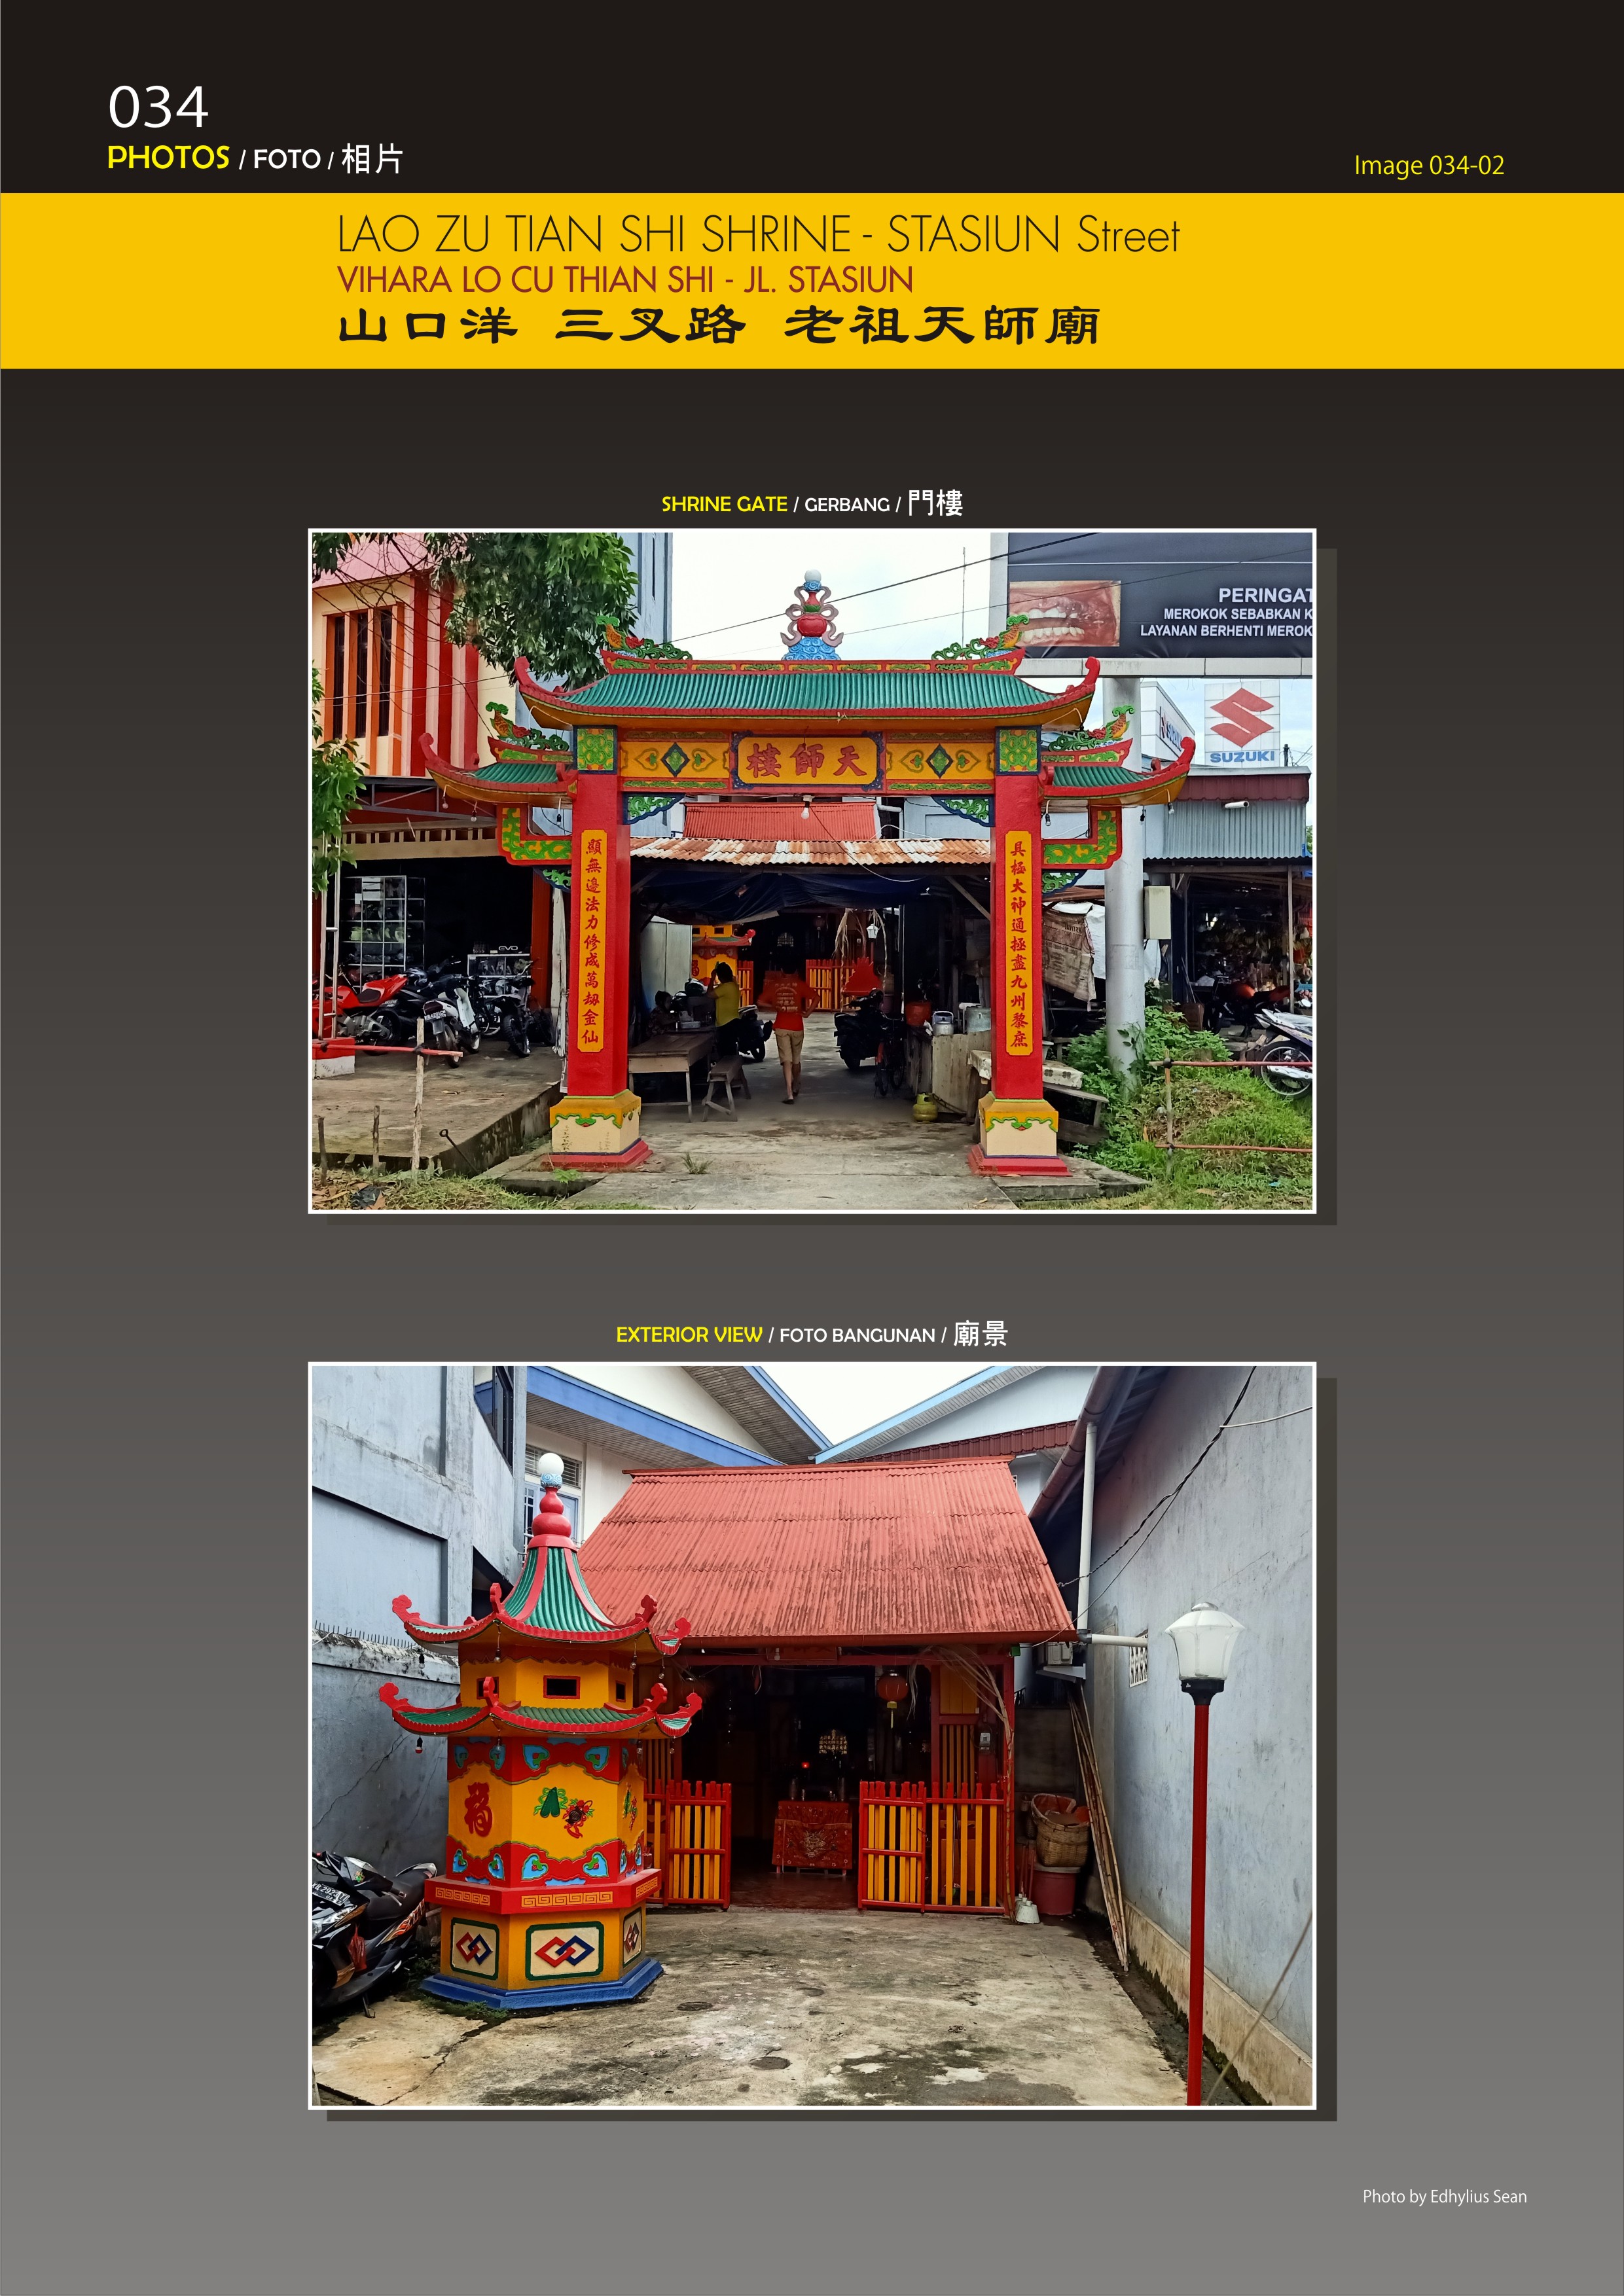 034
PHOTOS / FOTO / 相片
Image 034-02
LAO ZU TIAN SHI SHRINE - STASIUN Street
VIHARA LO CU THIAN SHI - JL. STASIUN
山口洋 三叉路 老祖天師廟
SHRINE GATE / GERBANG / 門樓
PERINGAT
MEROKOK SEBABKAN K
LAYANAN BERHENTI MEROK
SUZUKI
樓師天
具極大神通拯盡九州黎庶
顯無邊法力修成萬劫金仙
EVO
EXTERIOR VIEW / FOTO BANGUNAN / 廟景
福
Photo by Edhylius Sean